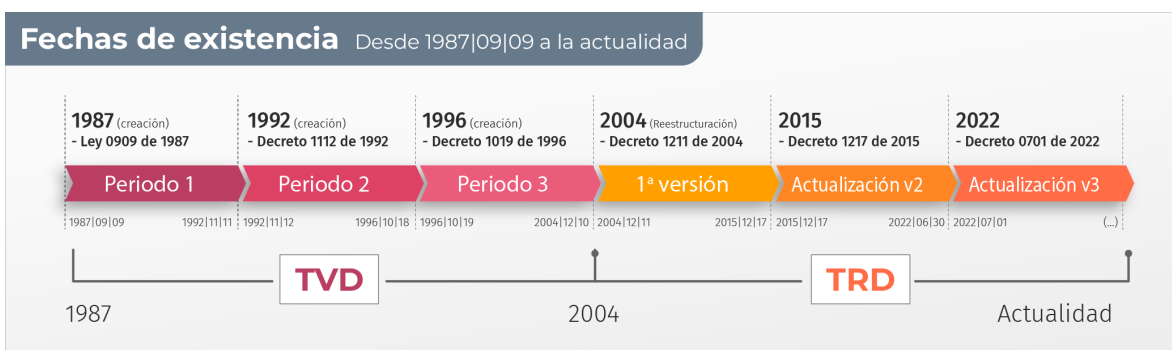 Fechas de existencia Desde 1987|09|09 a la actualidad
1987 (creación)
- Ley 0909 de 1987
1992 (creación)
- Decreto 1112 de 1992
1996 (creación)
- Decreto 1019 de 1996
2004 (Reestructuración)
- Decreto 1211 de 2004
2015
- Decreto 1217 de 2015
2022
- Decreto 0701 de 2022
Periodo 1
Periodo 2
Periodo 3
1ª versión
Actualización v2
Actualización v3
1987|09|09
1992|11|11
1992|11|12
1996|10|18
1996|10|19
2004|12|10
2004|12|11
2015|12|17
2015|12|17
2022|06|30
2022|07|01
(...)
TVD
TRD
1987
2004
Actualidad